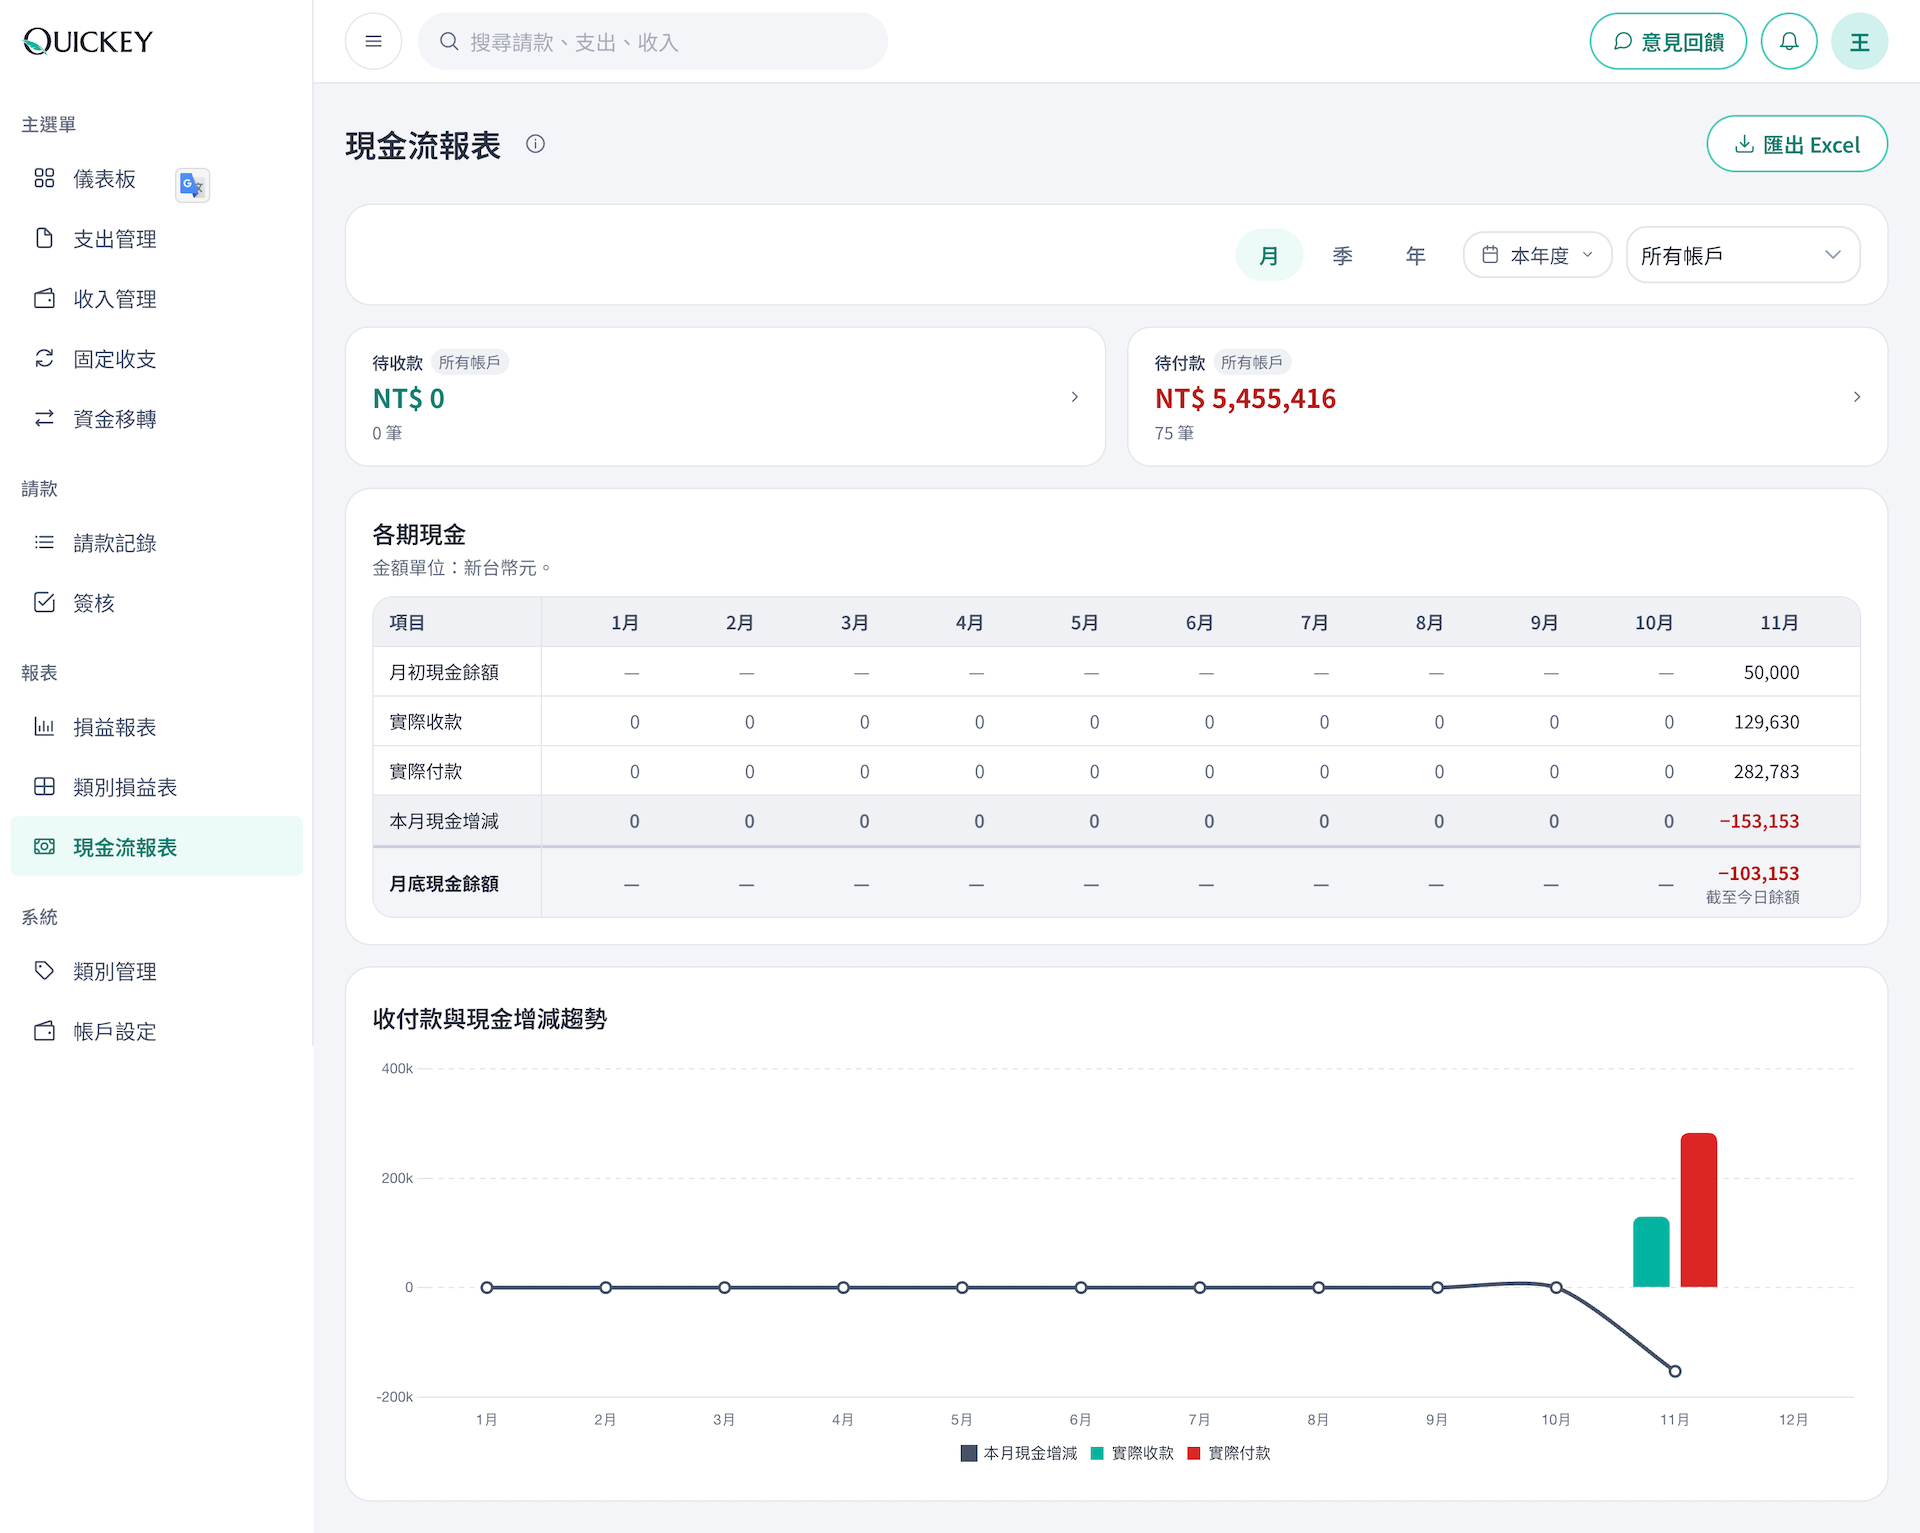 QUICKEY
搜尋請款、支出、收入
意見回饋
王
主選單
儀表板
支出管理
收入管理
固定收支
資金移轉
請款
請款記錄
簽核
報表
損益報表
類別損益表
現金流報表
系統
類別管理
帳戶設定
現金流報表
匯出 Excel
月 季 年 本年度 所有帳戶
待收款 所有帳戶
NT$ 0
0 筆
待付款 所有帳戶
NT$ 5,455,416
75 筆
各期現金
金額單位：新台幣元。
項目 1月 2月 3月 4月 5月 6月 7月 8月 9月 10月 11月
月初現金餘額 — — — — — — — — — — 50,000
實際收款 0 0 0 0 0 0 0 0 0 0 129,630
實際付款 0 0 0 0 0 0 0 0 0 0 282,783
本月現金增減 0 0 0 0 0 0 0 0 0 0 −153,153
月底現金餘額 — — — — — — — — — — −103,153
截至今日餘額
收付款與現金增減趨勢
400k
200k
0
-200k
1月 2月 3月 4月 5月 6月 7月 8月 9月 10月 11月 12月
本月現金增減 實際收款 實際付款